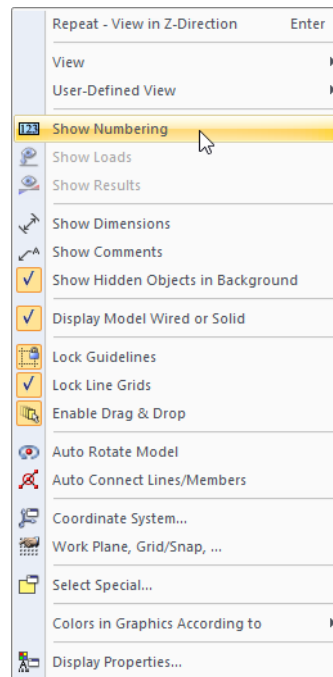 Repeat - View in Z-Direction Enter
View
User-Defined View
123 Show Numbering
Show Loads
Show Results
Show Dimensions
A Show Comments
Show Hidden Objects in Background
Display Model Wired or Solid
Lock Guidelines
Lock Line Grids
Enable Drag & Drop
Auto Rotate Model
Auto Connect Lines/Members
Coordinate System...
Work Plane, Grid/Snap, ...
Select Special...
Colors in Graphics According to
Display Properties...